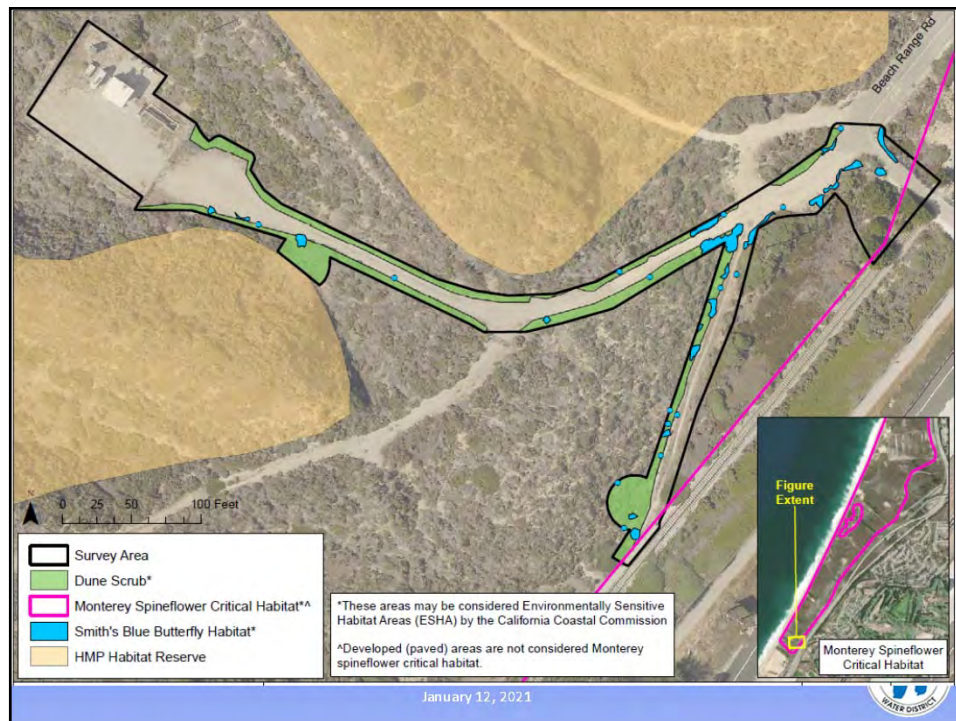 Beach Range Rd
0 25 50 100 Feet
Survey Area
Dune Scrub*
Monterey Spineflower Critical Habitat*^
Smith's Blue Butterfly Habitat*
HMP Habitat Reserve
*These areas may be considered Environmentally Sensitive
Habitat Areas (ESHA) by the California Coastal Commission
^Developed (paved) areas are not considered Monterey
spineflower critical habitat.
Figure
Extent
Monterey Spineflower
Critical Habitat
January 12, 2021
WATER DISTRICT